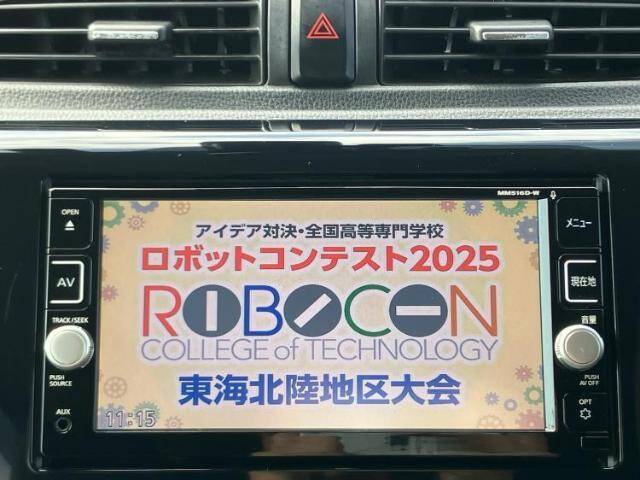 MM516D-W
OPEN
メニュー
AV
現在地
TRACK/SEEK
音量
PUSH
SOURCE
PUSH
AV OFF
AUX
OPT
アイデア対決・全国高等専門学校
ロボットコンテスト2025
ROBOCON
COLLEGE of TECHNOLOGY
東海北陸地区大会
11:15